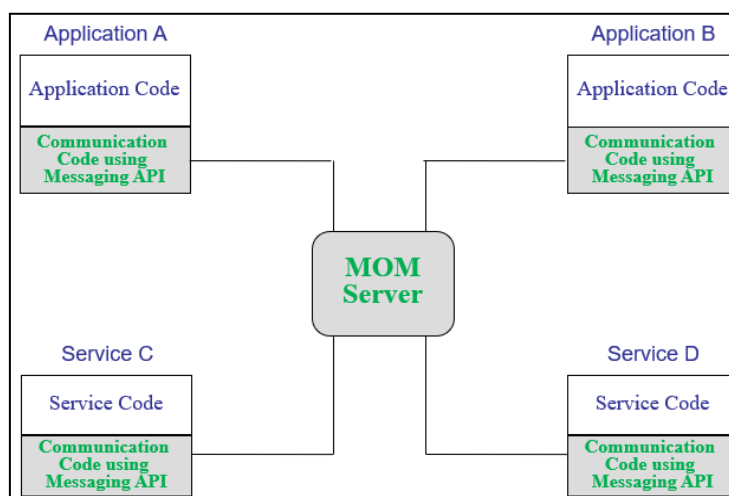 Application A
Application Code
Communication
Code using
Messaging API
Application B
Application Code
Communication
Code using
Messaging API
MOM
Server
Service C
Service Code
Communication
Code using
Messaging API
Service D
Service Code
Communication
Code using
Messaging API